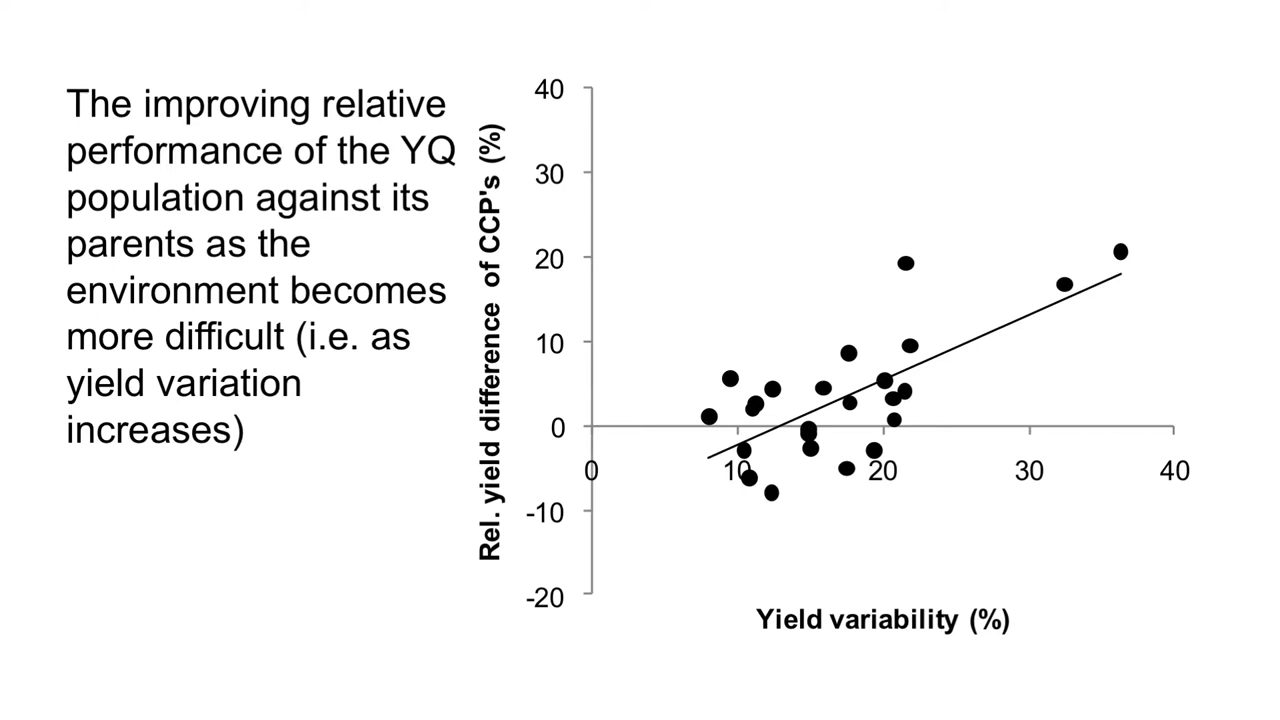 The improving relative
performance of the YQ
population against its
parents as the
environment becomes
more difficult (i.e. as
yield variation
increases)
Rel. yield difference of CCP's (%)
40
30
20
10
0
-10
-20
0
10
20
30
40
Yield variability (%)